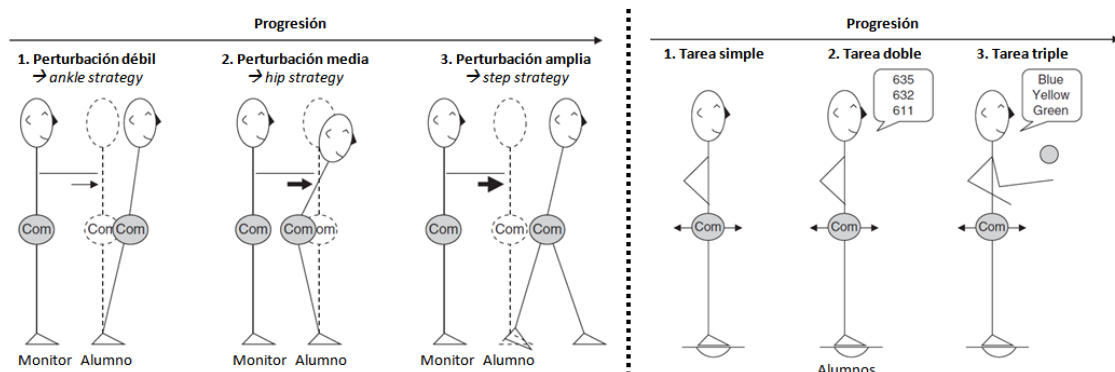 Progresión
1. Perturbación débil
→ ankle strategy
2. Perturbación media
→ hip strategy
3. Perturbación amplia
→ step strategy
Com
Com
Com
Com
Com
om
Com
Com
Com
Monitor Alumno
Monitor Alumno
Monitor Alumno
Progresión
1. Tarea simple
2. Tarea doble
3. Tarea triple
635
632
611
Blue
Yellow
Green
Com
Com
Com
Alumnos